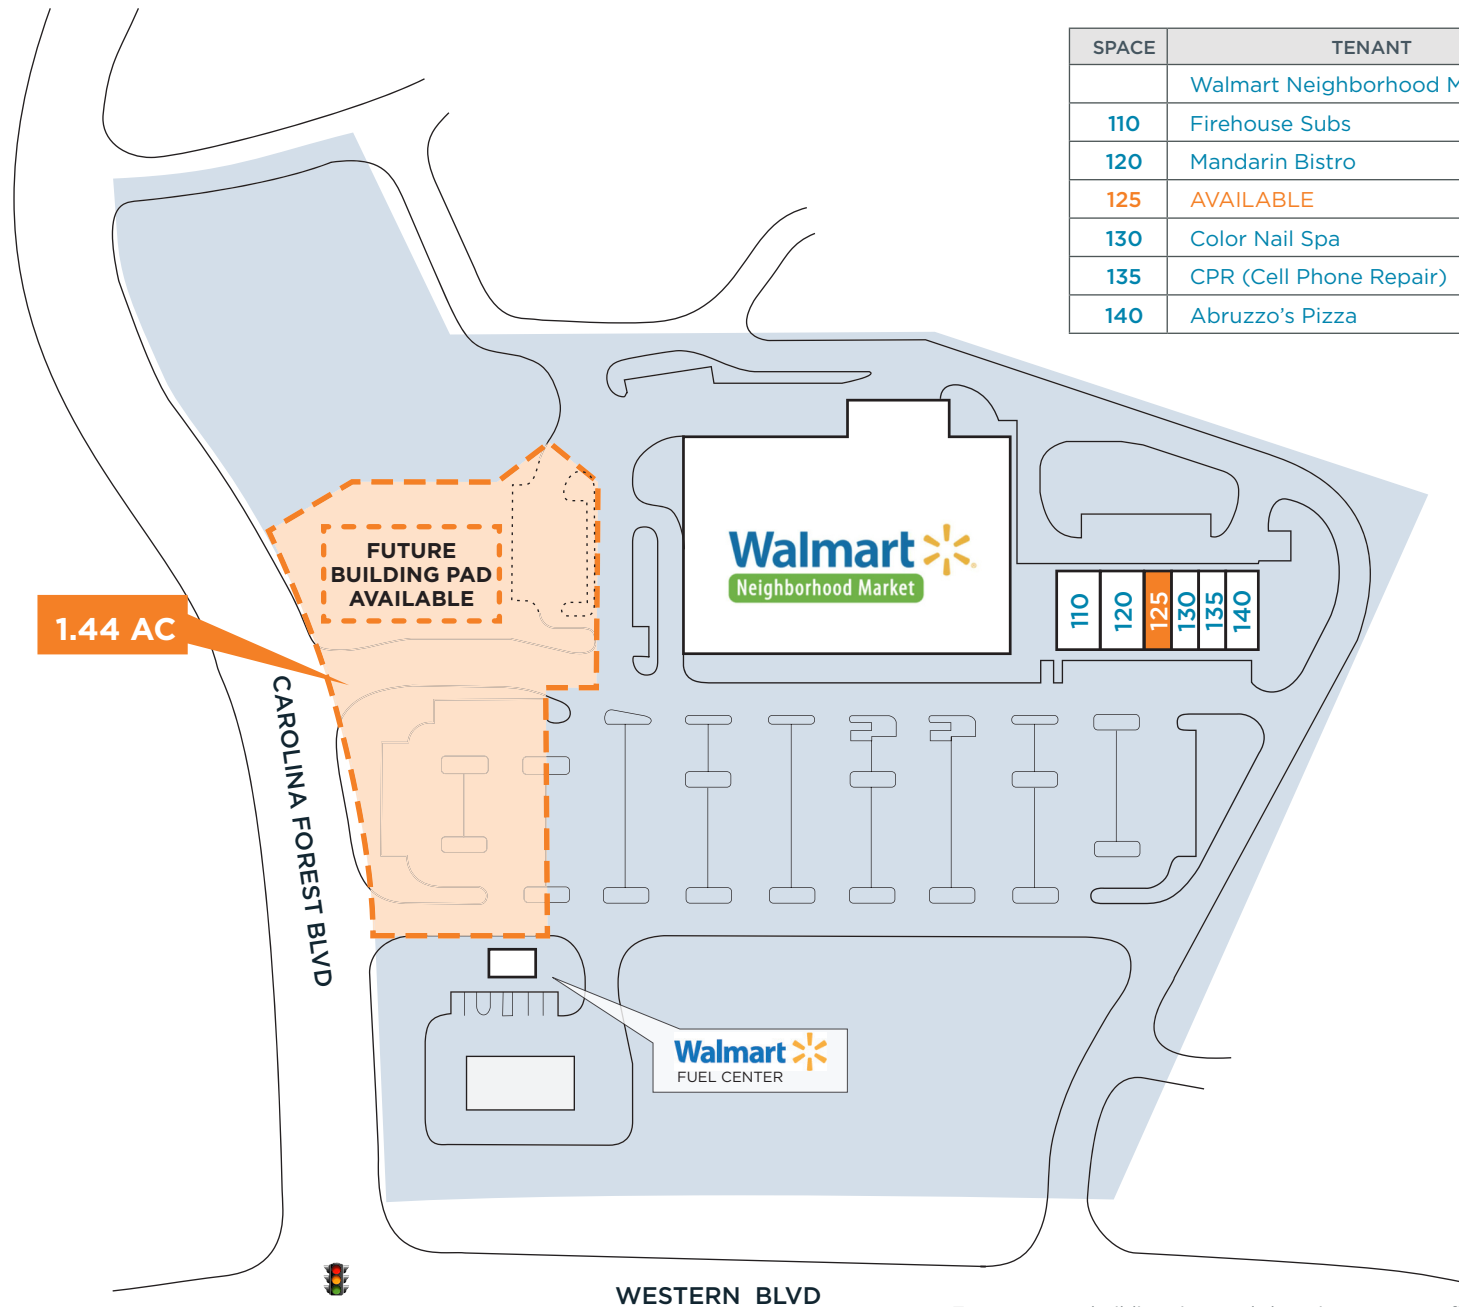 SPACE TENANT
Walmart Neighborhood
110 Firehouse Subs
120 Mandarin Bistro
125 AVAILABLE
130 Color Nail Spa
135 CPR (Cell Phone Repair)
140 Abruzzo's Pizza
Walmart
Neighborhood Market
FUTURE
BUILDING PAD
AVAILABLE
1.44 AC
110 120 125 130 135 140
CAROLINA FOREST BLVD
Walmart
FUEL CENTER
WESTERN BLVD